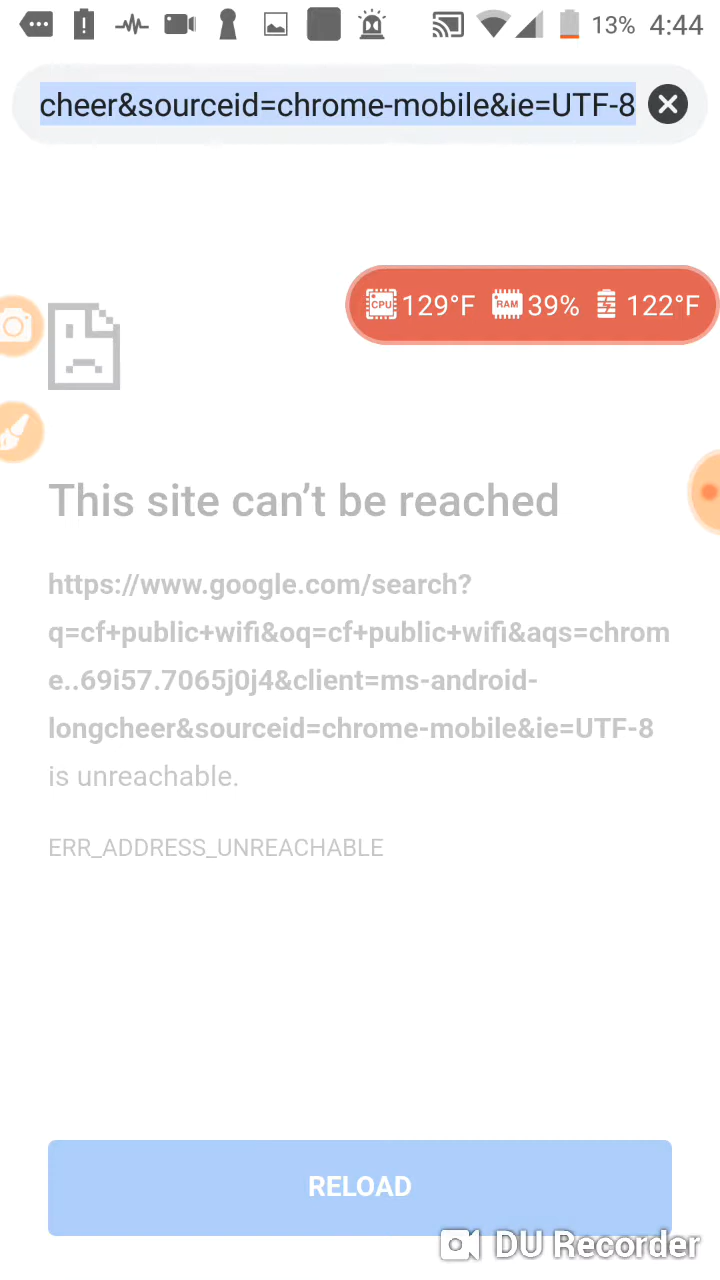 13% 4:44
cheer&sourceid=chrome-mobile&ie=UTF-8
CPU 129°F RAM 39% 122°F
This site can’t be reached
https://www.google.com/search?
q=cf+public+wifi&oq=cf+public+wifi&aqs=chrom
e..69i57.7065j0j4&client=ms-android-
longcheer&sourceid=chrome-mobile&ie=UTF-8
is unreachable.
ERR_ADDRESS_UNREACHABLE
RELOAD
DU Recorder